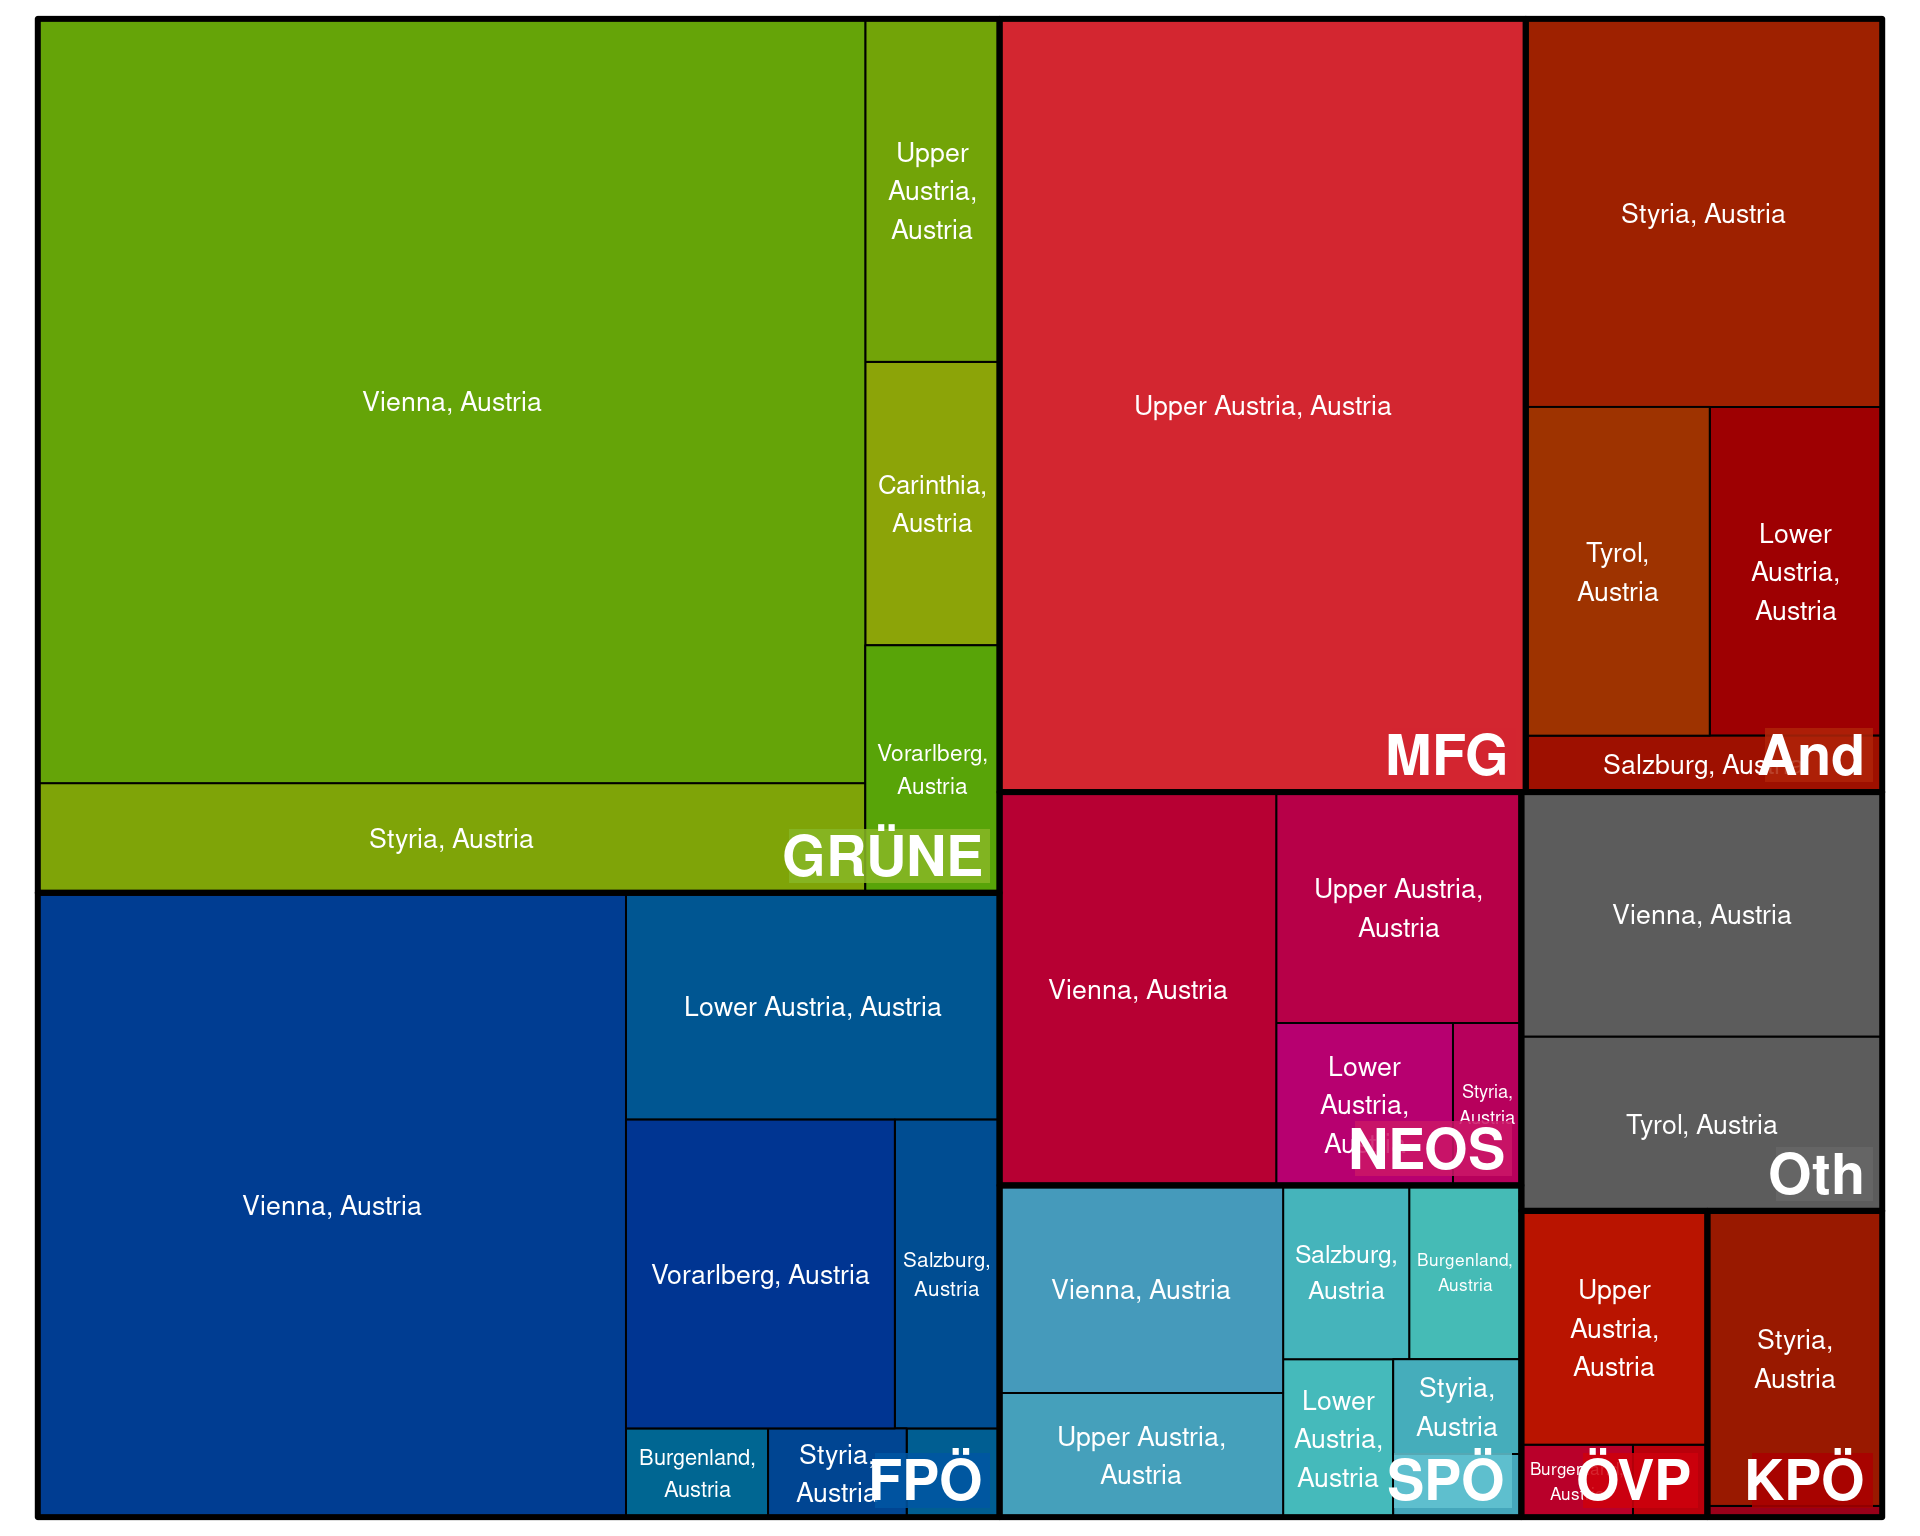 Vienna, Austria
Upper
Austria,
Austria
Carinthia,
Austria
Vorarlberg,
Austria
Styria, Austria
GRÜNE
Upper Austria, Austria
MFG
Styria, Austria
Tyrol,
Austria
Lower
Austria,
Austria
Salzburg, Austria
And
Vienna, Austria
Lower Austria, Austria
Vorarlberg, Austria
Salzburg,
Austria
Burgenland,
Austria
Styria,
Austria
FPÖ
Vienna, Austria
Upper Austria,
Austria
Lower
Austria,
Austria
Styria,
Austria
NEOS
Vienna, Austria
Tyrol, Austria
Oth
Vienna, Austria
Upper Austria,
Austria
Salzburg,
Austria
Burgenland,
Austria
Lower
Austria,
Austria
Styria,
Austria
SPÖ
Upper
Austria,
Austria
Burgenland,
Austria
ÖVP
Styria,
Austria
KPÖ